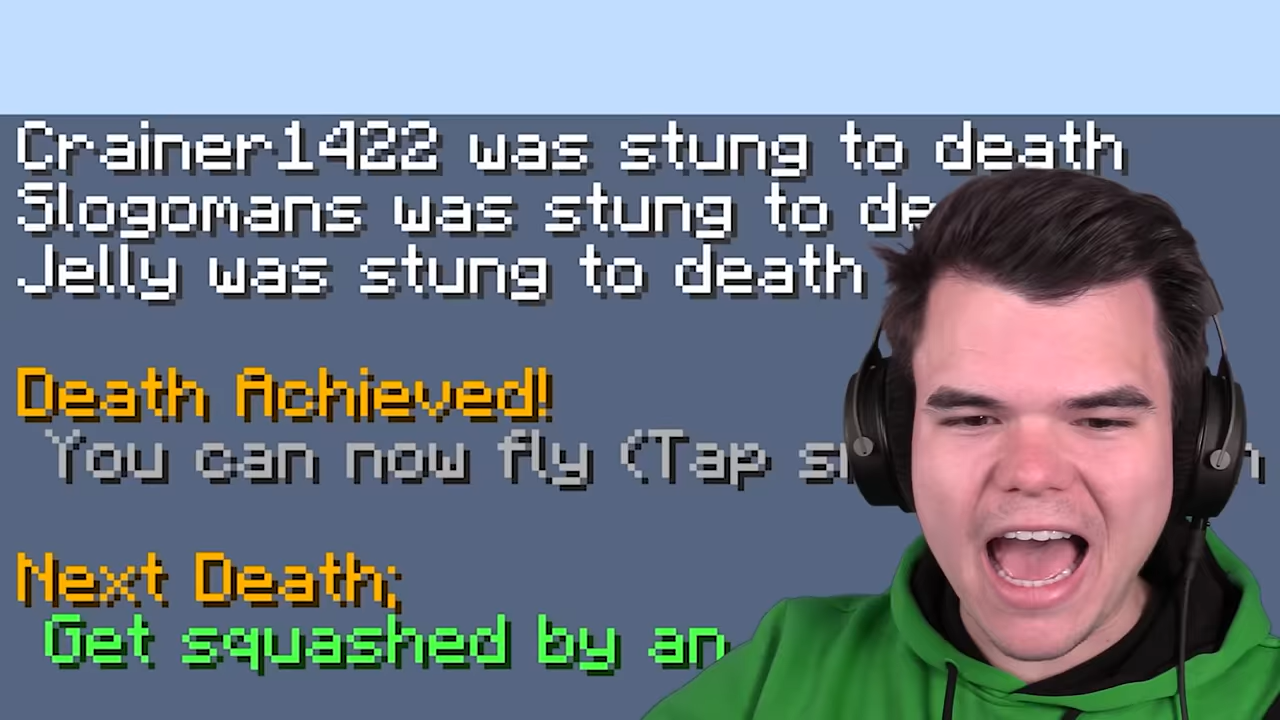 Crainer1422 was stung to death
Slogomans was stung to
Jelly was stung to death
Death Achieved!
You can now fly (Tap
Next Death;
Get squashed by an